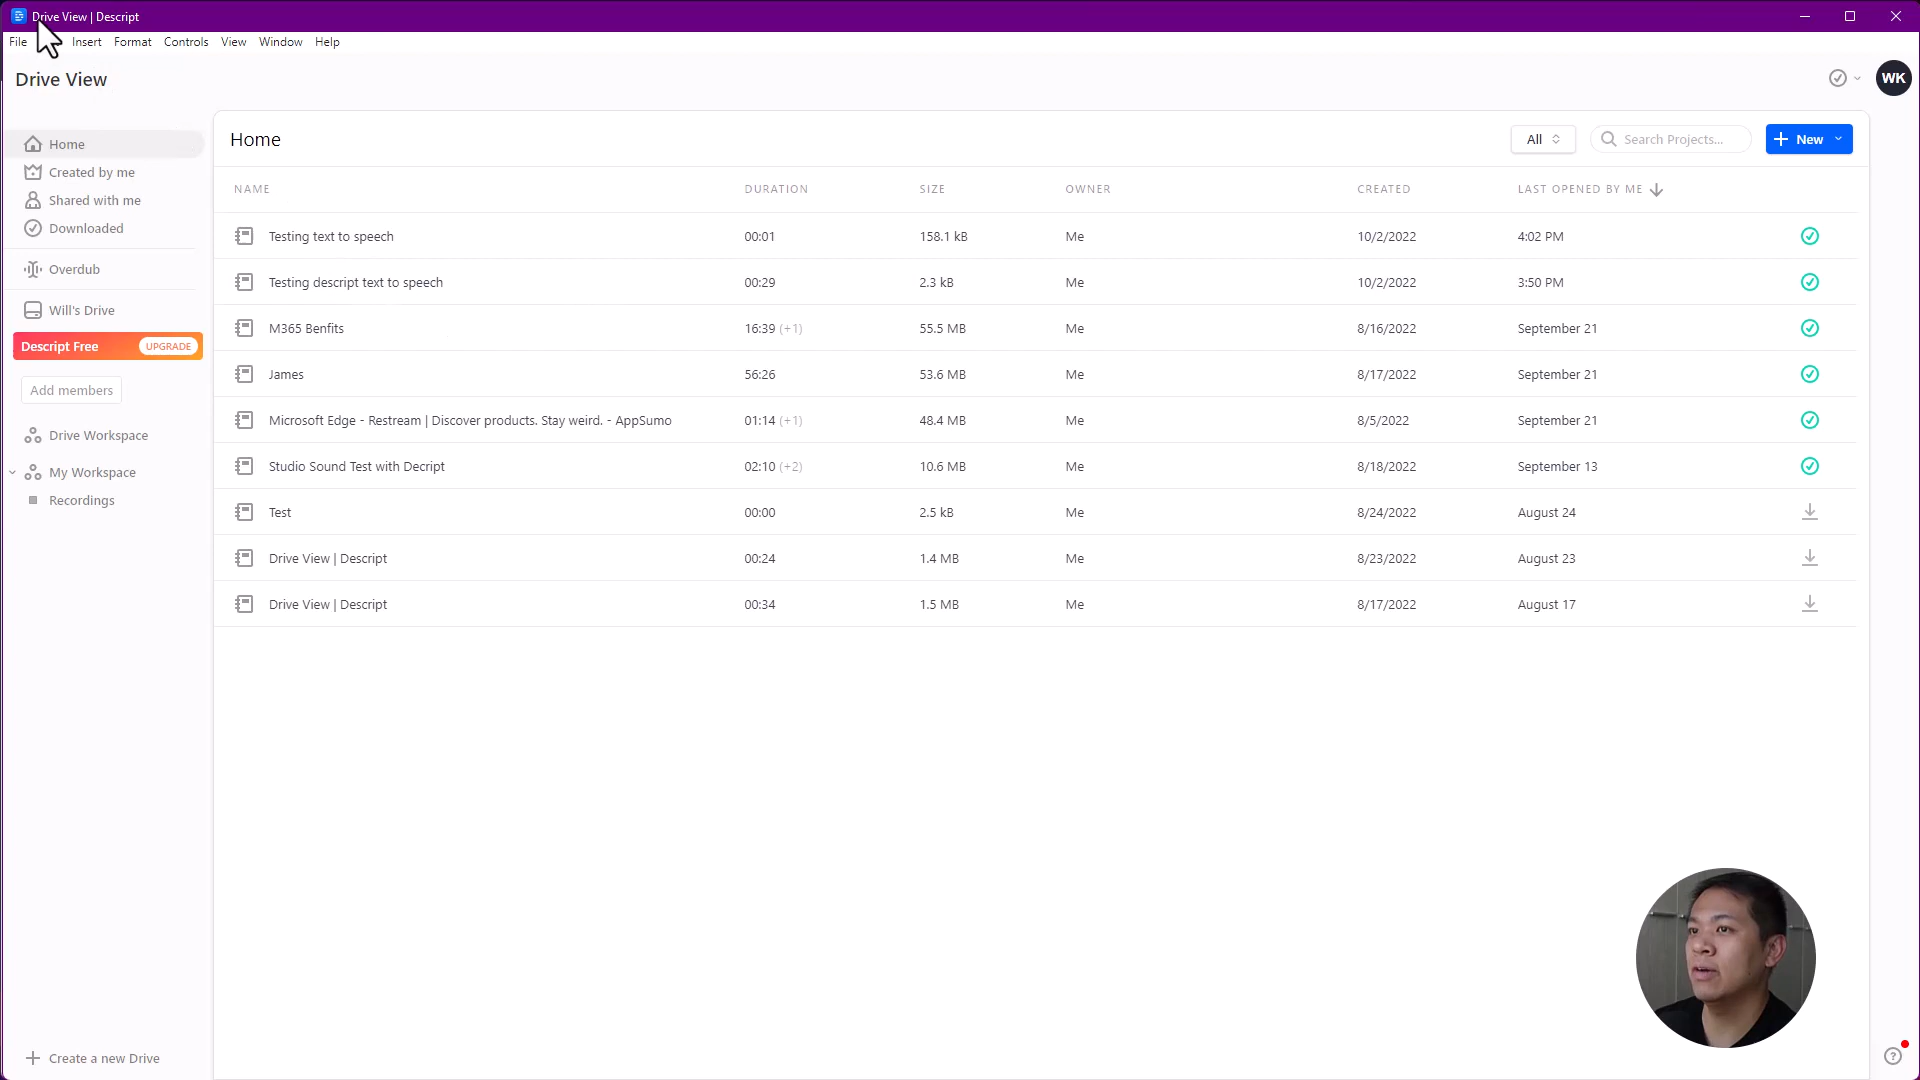 Drive View | Descript
File Insert Format Controls View Window Help
Drive View
WK
Home
Created by me
Shared with me
Downloaded
Overdub
Will's Drive
Descript Free UPGRADE
Add members
Drive Workspace
My Workspace
Recordings
Create a new Drive
Home All Search Projects... New
NAME DURATION SIZE OWNER CREATED LAST OPENED BY ME
Testing text to speech 00:01 158.1 kB Me 10/2/2022 4:02 PM
Testing descript text to speech 00:29 2.3 kB Me 10/2/2022 3:50 PM
M365 Benfits 16:39 (+1) 55.5 MB Me 8/16/2022 September 21
James 56:26 53.6 MB Me 8/17/2022 September 21
Microsoft Edge - Restream | Discover products. Stay weird. - AppSumo 01:14 (+1) 48.4 MB Me 8/5/2022 September 21
Studio Sound Test with Decript 02:10 (+2) 10.6 MB Me 8/18/2022 September 13
Test 00:00 2.5 kB Me 8/24/2022 August 24
Drive View | Descript 00:24 1.4 MB Me 8/23/2022 August 23
Drive View | Descript 00:34 1.5 MB Me 8/17/2022 August 17